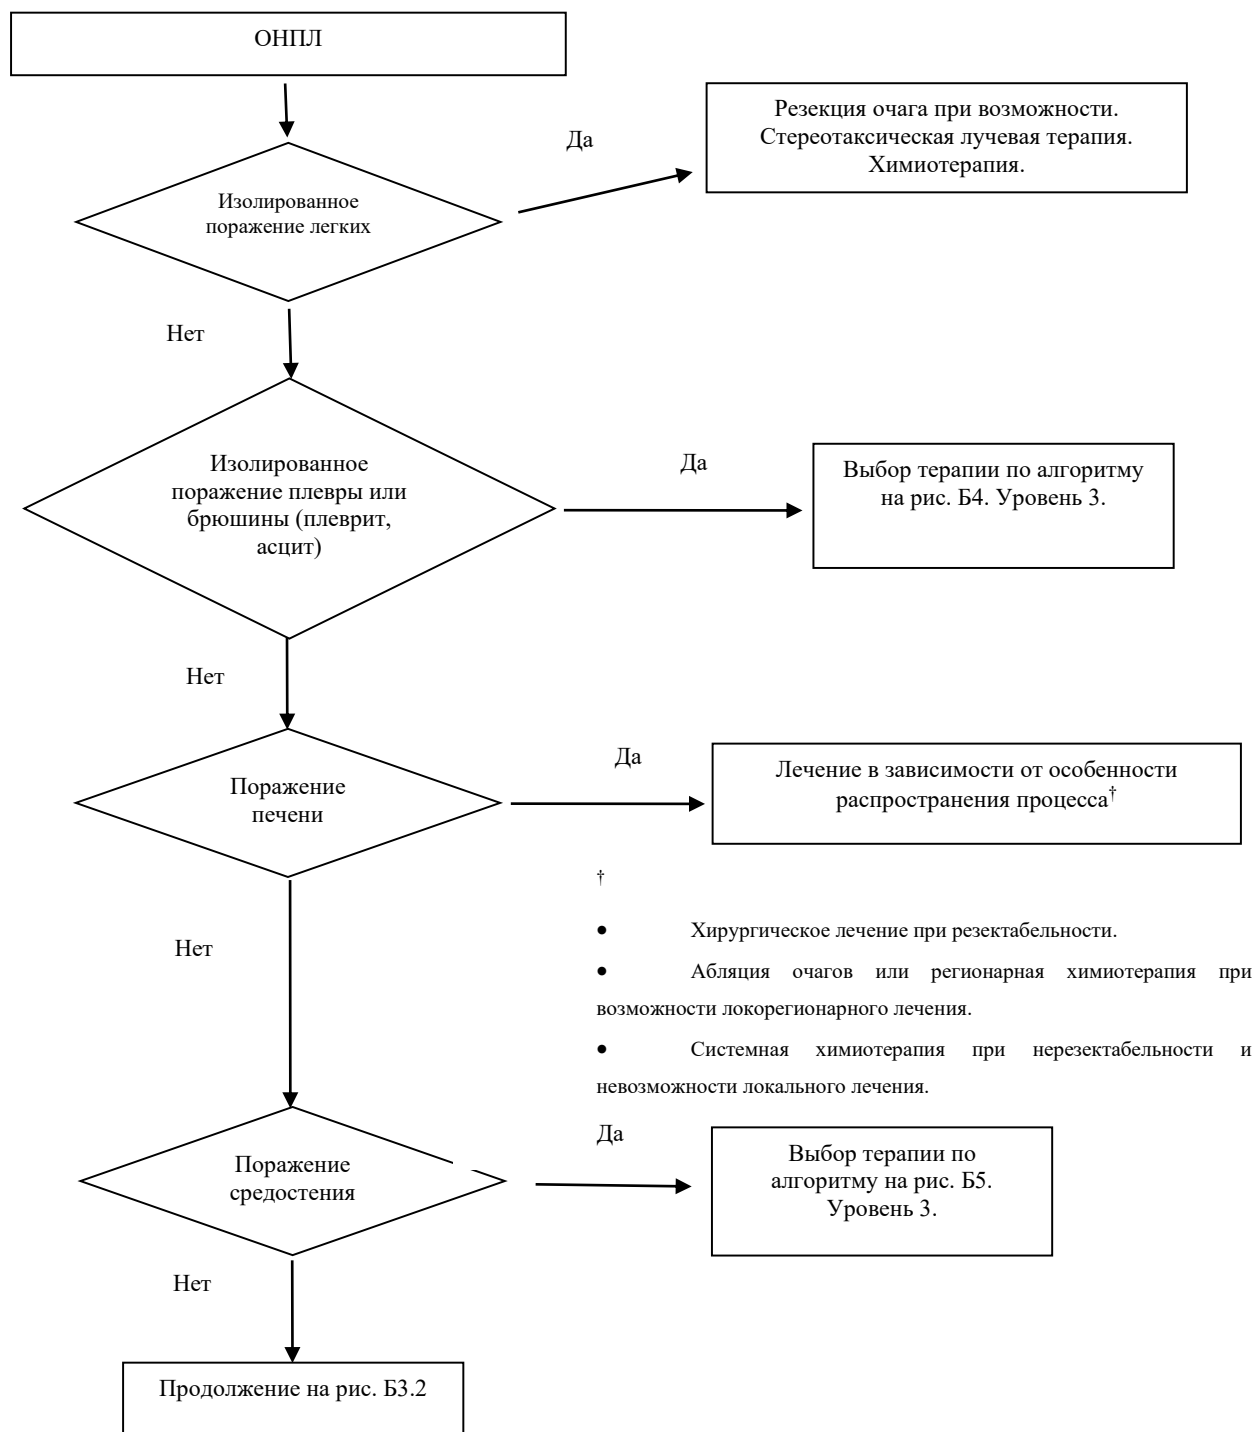 ОНПЛ
Да
Резекция очага при возможности.
Стереотаксическая лучевая терапия.
Химиотерапия.
Изолированное
поражение легких
Нет
Изолированное
поражение плевры или
брюшины (плеврит,
асцит)
Да
Выбор терапии по алгоритму
на рис. Б4. Уровень 3.
Нет
Поражение
печени
Да
Лечение в зависимости от особенности
распространения процесса†
†
● Хирургическое лечение при резектабельности.
● Абляция очагов или регионарная химиотерапия при
возможности локорегионарного лечения.
● Системная химиотерапия при нерезектабельности и
невозможности локального лечения.
Нет
Поражение
средостения
Да
Выбор терапии по
алгоритму на рис. Б5.
Уровень 3.
Нет
Продолжение на рис. Б3.2